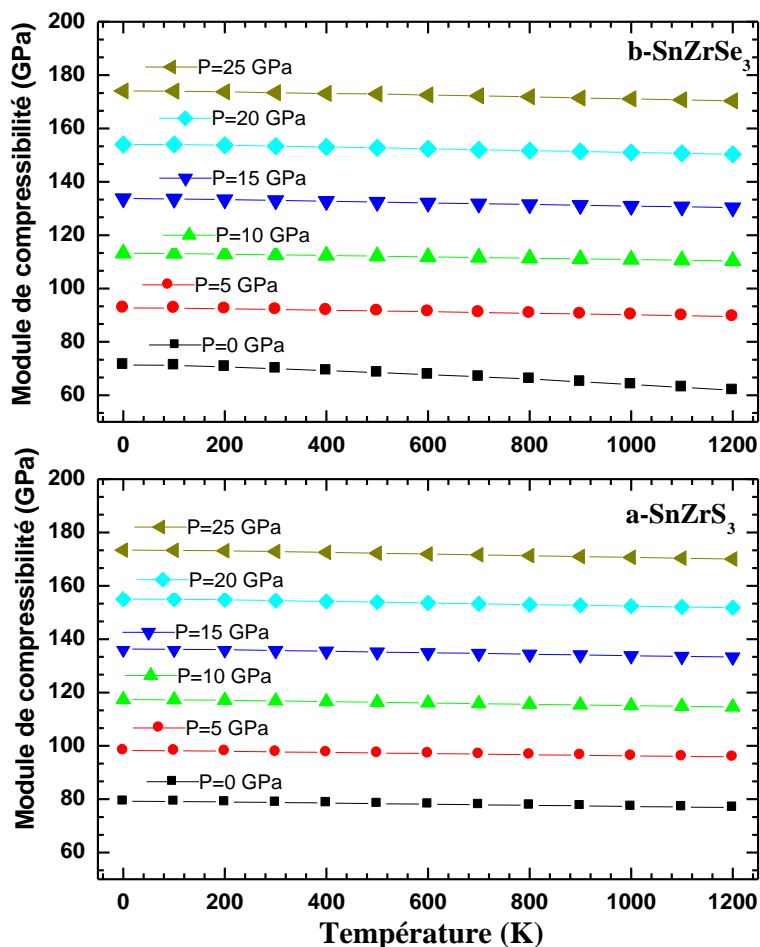 200
b-SnZrSe₃
P=25 GPa
180
160
P=20 GPa
140
P=15 GPa
120
P=10 GPa
100
P=5 GPa
80
P=0 GPa
60
Module de compressibilité (GPa)
0 200 400 600 800 1000 1200
200
a-SnZrS₃
P=25 GPa
180
160
P=20 GPa
140
P=15 GPa
120
P=10 GPa
100
P=5 GPa
80
P=0 GPa
60
Module de compressibilité (GPa)
0 200 400 600 800 1000 1200
Température (K)